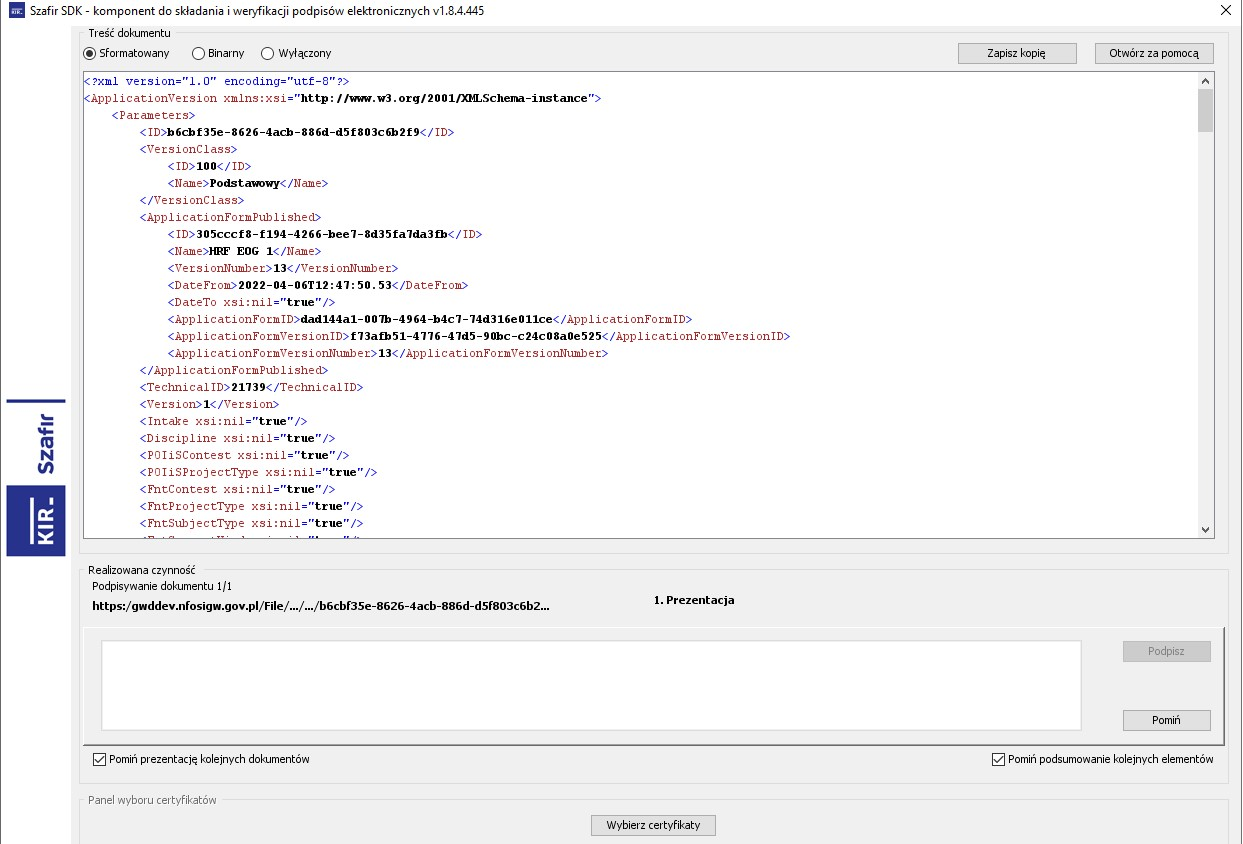 Szafir SDK - komponent do składania i weryfikacji podpisów elektronicznych v1.8.4.445
Treść dokumentu
Sformatowany Binarny Wyłączony Zapisz kopię Otwórz za pomocą
<?xml version="1.0" encoding="utf-8"?>
<ApplicationVersion xmlns:xsi="http://www.w3.org/2001/XMLSchema-instance">
<Parameters>
<ID>b6cbf35e-8626-4acb-886d-d5f803c6b2f9</ID>
<VersionClass>
<ID>100</ID>
<Name>Podstawowy</Name>
</VersionClass>
<ApplicationFormPublished>
<ID>305cccf8-f194-4266-bee7-8d35fa7da3fb</ID>
<Name>HRF EOG 1</Name>
<VersionNumber>13</VersionNumber>
<DateFrom>2022-04-06T12:47:50.53</DateFrom>
<DateTo xsi:nil="true"/>
<ApplicationFormID>dad144a1-007b-4964-b4c7-74d316e011ce</ApplicationFormID>
<ApplicationFormVersionID>f73afb51-4776-47d5-90bc-c24c08a0e525</ApplicationFormVersionID>
<ApplicationFormVersionNumber>13</ApplicationFormVersionNumber>
</ApplicationFormPublished>
<TechnicalID>21739</TechnicalID>
<Version>1</Version>
<Intake xsi:nil="true"/>
<Discipline xsi:nil="true"/>
<POIiSContest xsi:nil="true"/>
<POIiSProjectType xsi:nil="true"/>
<FntContest xsi:nil="true"/>
<FntProjectType xsi:nil="true"/>
<FntSubjectType xsi:nil="true"/>
Szafir
KIR.
Realizowana czynność
Podpisywanie dokumentu 1/1
https:/gwddev.nfosigw.gov.pl/File/.../.../b6cbf35e-8626-4acb-886d-d5f803c6b2...
1. Prezentacja
Podpisz
Pomiń
Pomiń prezentację kolejnych dokumentów Pomiń podsumowanie kolejnych elementów
Panel wyboru certyfikatów
Wybierz certyfikaty